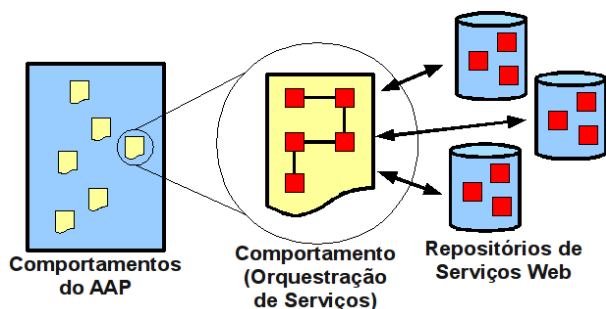 Comportamentos
do AAP
Comportamento
(Orquestração
de Serviços)
Repositórios de
Serviços Web